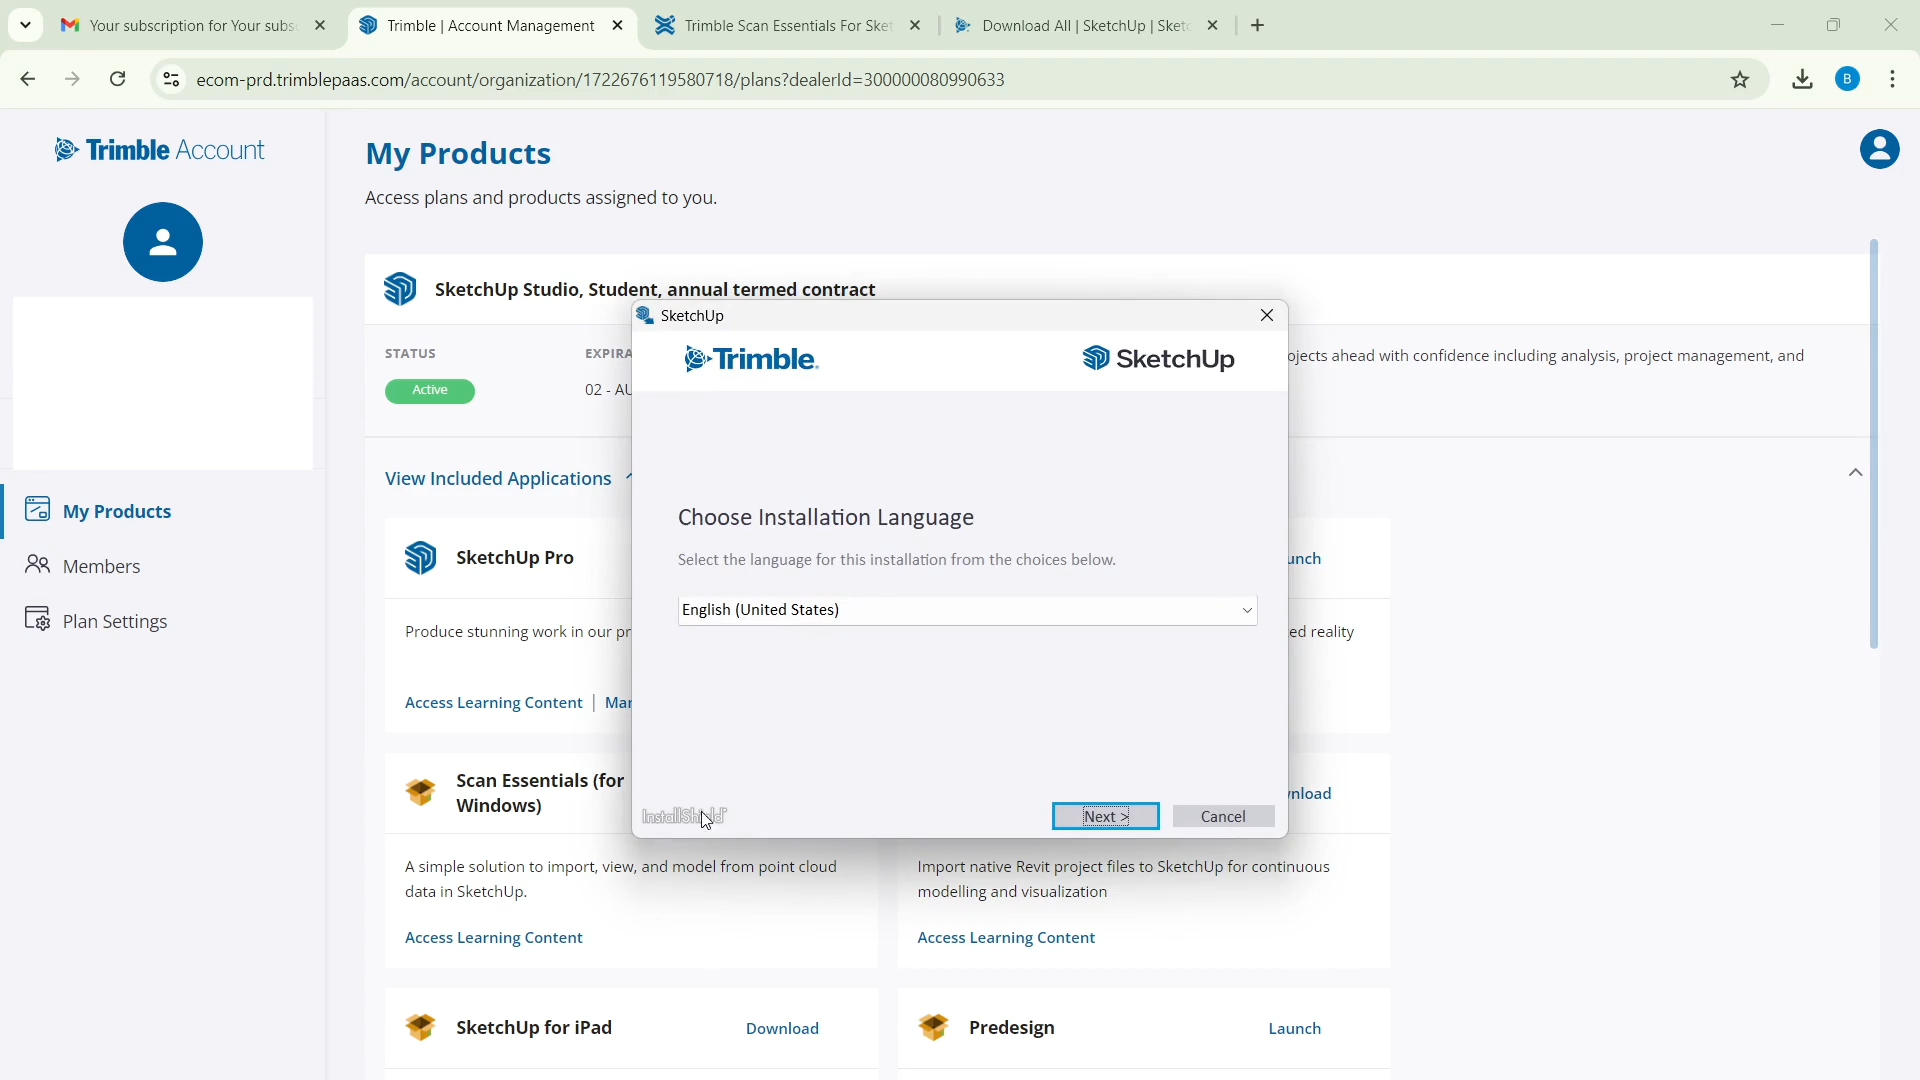 Your subscription for Your subs
Trimble | Account Management
Trimble Scan Essentials For Sket
Download All | SketchUp | Sketc
ecom-prd.trimblepaas.com/account/organization/1722676119580718/plans?dealerId=300000080990633
B
Trimble Account
My Products
Access plans and products assigned to you.
SketchUp Studio, Student, annual termed contract
SketchUp
Trimble
SketchUp
STATUS
EXPIRA
ojects ahead with confidence including analysis, project management, and
Active
02 - AU
View Included Applications
Choose Installation Language
My Products
Select the language for this installation from the choices below.
SketchUp Pro
unch
Members
English (United States)
Plan Settings
Produce stunning work in our pr
ed reality
Access Learning Content
Mar
Scan Essentials (for
Windows)
nload
InstallShield
Next >
Cancel
A simple solution to import, view, and model from point cloud
data in SketchUp.
Import native Revit project files to SketchUp for continuous
modelling and visualization
Access Learning Content
Access Learning Content
SketchUp for iPad
Download
Predesign
Launch